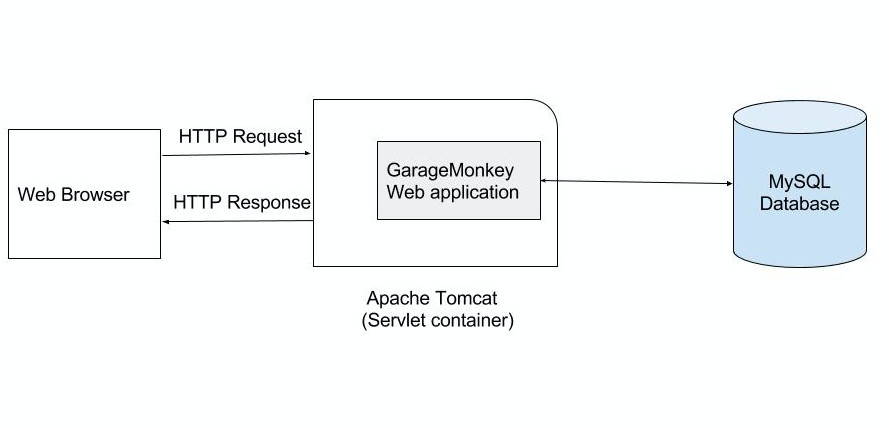 HTTP Request
Web Browser
HTTP Response
GarageMonkey
Web application
MySQL
Database
Apache Tomcat
(Servlet container)